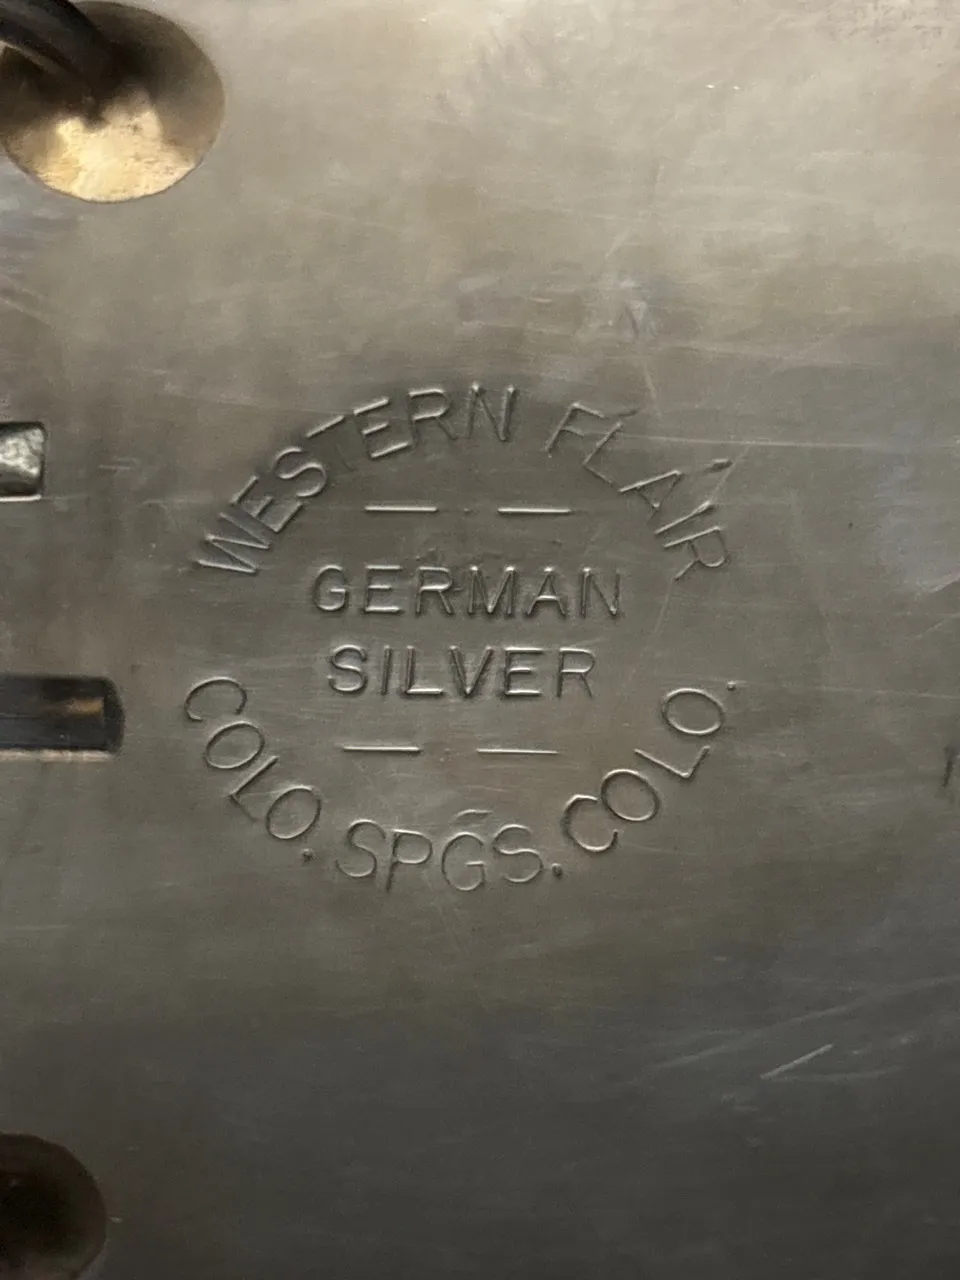 WESTERN FLAIR
GERMAN
SILVER
COLO. SPGS. COLO.